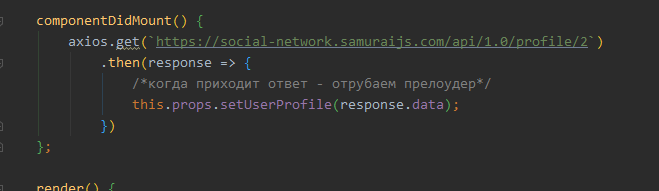 componentDidMount() {
axios.get(`https://social-network.samuraijs.com/api/1.0/profile/2`)
.then(response => {
/*когда приходит ответ - отрубаем прелоудер*/
this.props.setUserProfile(response.data);
})
};
render() {